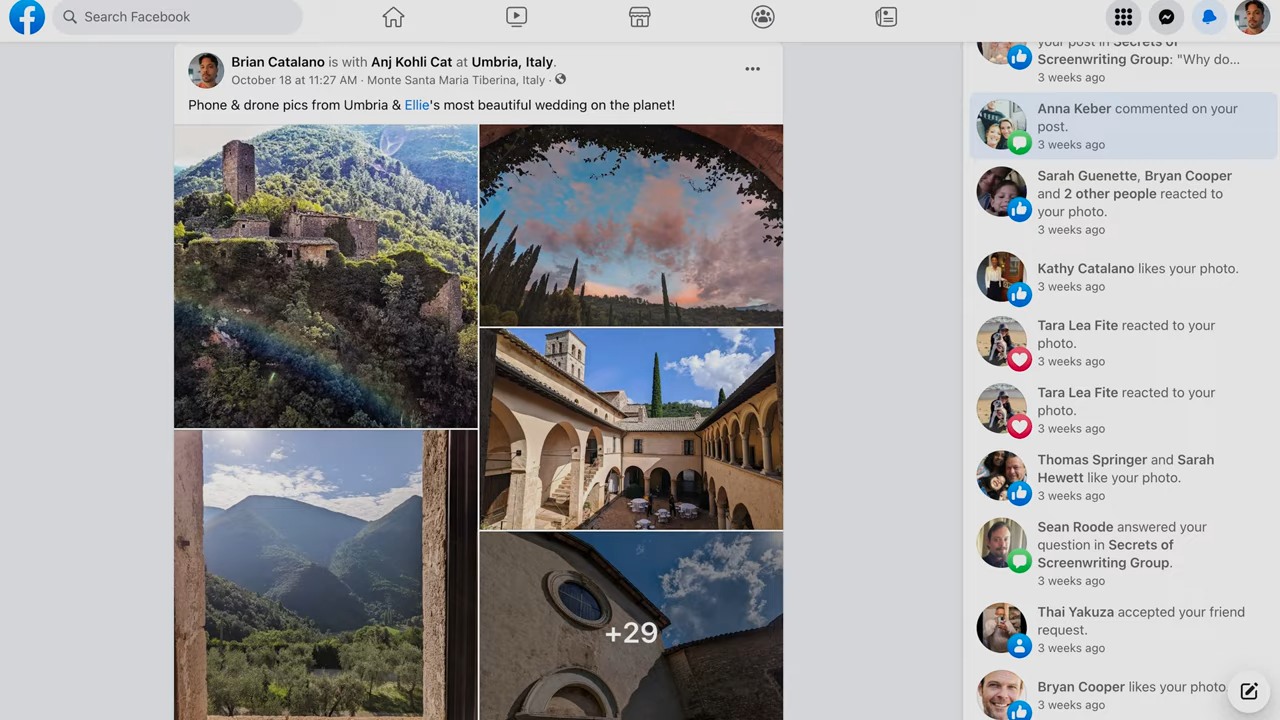 Search Facebook
Brian Catalano is with Anj Kohli Cat at Umbria, Italy.
October 18 at 11:27 AM · Monte Santa Maria Tiberina, Italy ·
Phone & drone pics from Umbria & Ellie's most beautiful wedding on the planet!
+29
your post in Secrets of
Screenwriting Group: "Why do...
3 weeks ago
Anna Keber commented on your
post.
3 weeks ago
Sarah Guenette, Bryan Cooper
and 2 other people reacted to
your photo.
3 weeks ago
Kathy Catalano likes your photo.
3 weeks ago
Tara Lea Fite reacted to your
photo.
3 weeks ago
Tara Lea Fite reacted to your
photo.
3 weeks ago
Thomas Springer and Sarah
Hewett like your photo.
3 weeks ago
Sean Roode answered your
question in Secrets of
Screenwriting Group.
3 weeks ago
Thai Yakuza accepted your friend
request.
3 weeks ago
Bryan Cooper likes your photo
3 weeks ago